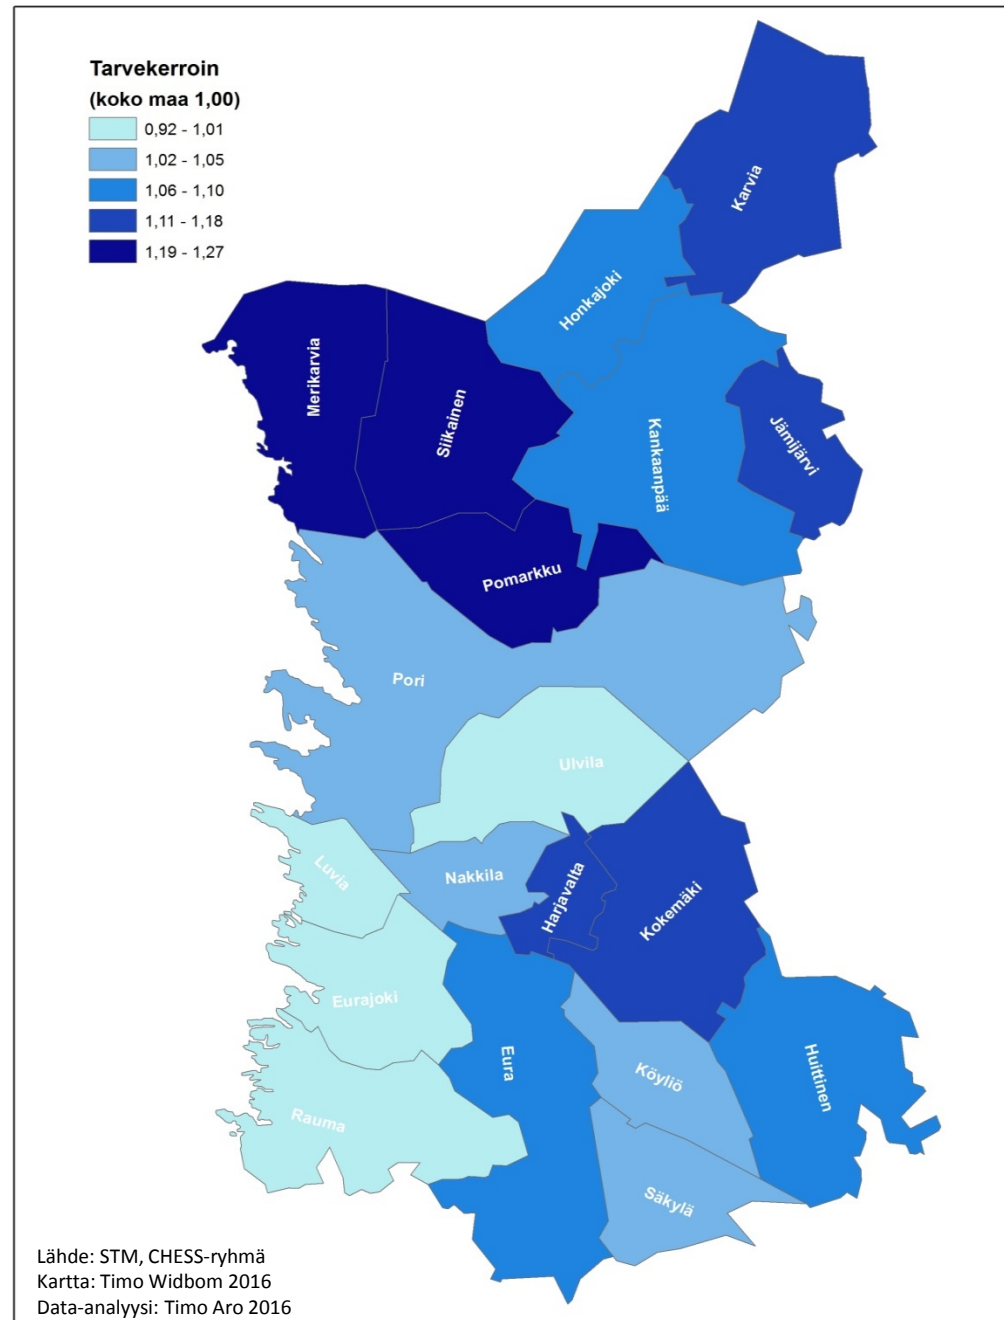 Tarvekerroin
(koko maa 1,00)
0,92 - 1,01
1,02 - 1,05
1,06 - 1,10
1,11 - 1,18
1,19 - 1,27
Karvia
Honkajoki
Merikarvia
Siikainen
Kankaanpää
Jämijärvi
Pomarkku
Pori
Ulvila
Luvia
Nakkila
Harjavalta
Kokemäki
Eurajoki
Eura
Köyliö
Huittinen
Rauma
Säkylä
Lähde: STM, CHESS-ryhmä
Kartta: Timo Widbom 2016
Data-analyysi: Timo Aro 2016